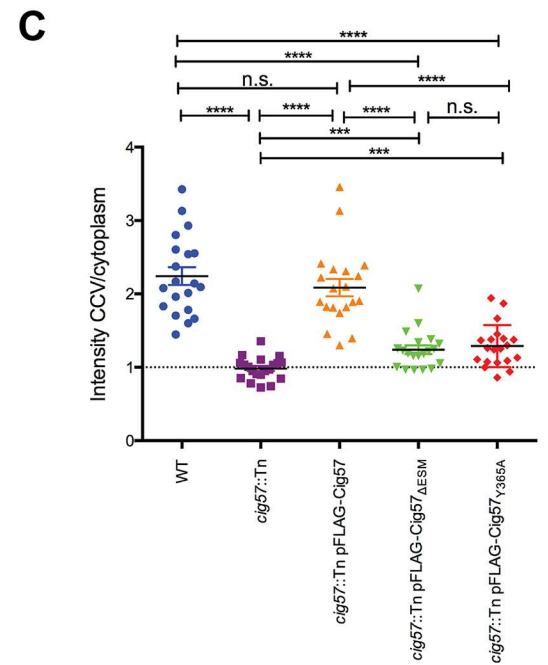 C
****
****
n.s. ****
**** **** **** n.s.
***
***
4
3
2
1
0
Intensity CCV/cytoplasm
WT
cig57::Tn
cig57::Tn pFLAG-Cig57
cig57::Tn pFLAG-Cig57ΔESM
cig57::Tn pFLAG-Cig57Y365A